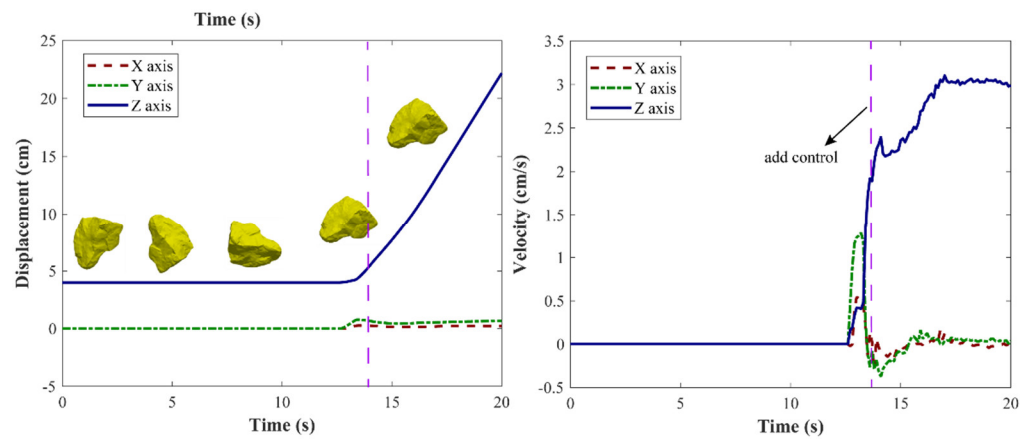 Time (s)
25
20
15
10
5
0
-5
Displacement (cm)
X axis
Y axis
Z axis
0
5
10
15
20
Time (s)
3.5
3
2.5
2
1.5
1
0.5
0
-0.5
Velocity (cm/s)
X axis
Y axis
Z axis
add control
0
5
10
15
20
Time (s)